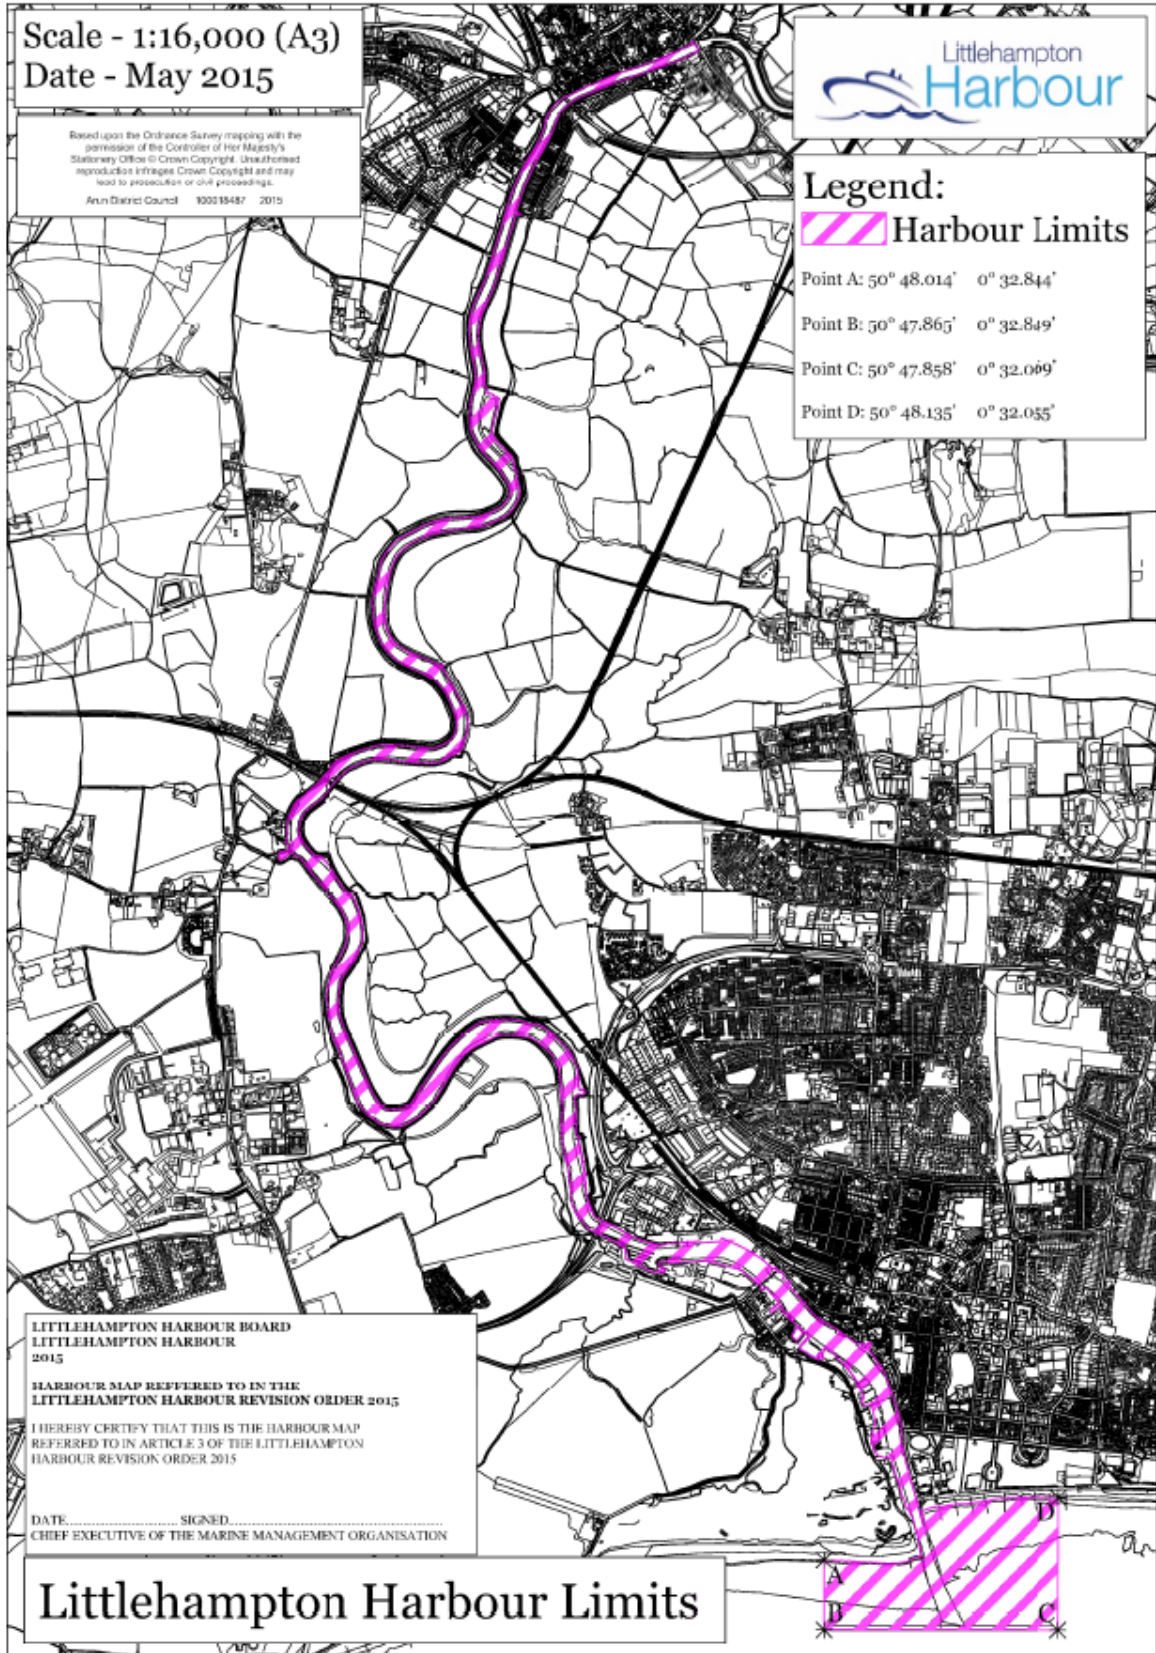 Scale - 1:16,000 (A3)
Date - May 2015
Based upon the Ordnance Survey mapping with the
permission of the Controller of Her Majesty's
Stationery Office © Crown Copyright. Unauthorised
reproduction infringes Crown Copyright and may
lead to prosecution or civil proceedings.
Arun District Council 100018487 2015
Littlehampton
Harbour
Legend:
Harbour Limits
Point A: 50° 48.014' 0° 32.844'
Point B: 50° 47.865' 0° 32.849'
Point C: 50° 47.858' 0° 32.069'
Point D: 50° 48.135' 0° 32.055'
LITTLEHAMPTON HARBOUR BOARD
LITTLEHAMPTON HARBOUR
2015
HARBOUR MAP REFFERED TO IN THE
LITTLEHAMPTON HARBOUR REVISION ORDER 2015
I HEREBY CERTIFY THAT THIS IS THE HARBOUR MAP
REFERRED TO IN ARTICLE 3 OF THE LITTLEHAMPTON
HARBOUR REVISION ORDER 2015
DATE............................ SIGNED......................................................
CHIEF EXECUTIVE OF THE MARINE MANAGEMENT ORGANISATION
D
A
B
C
Littlehampton Harbour Limits